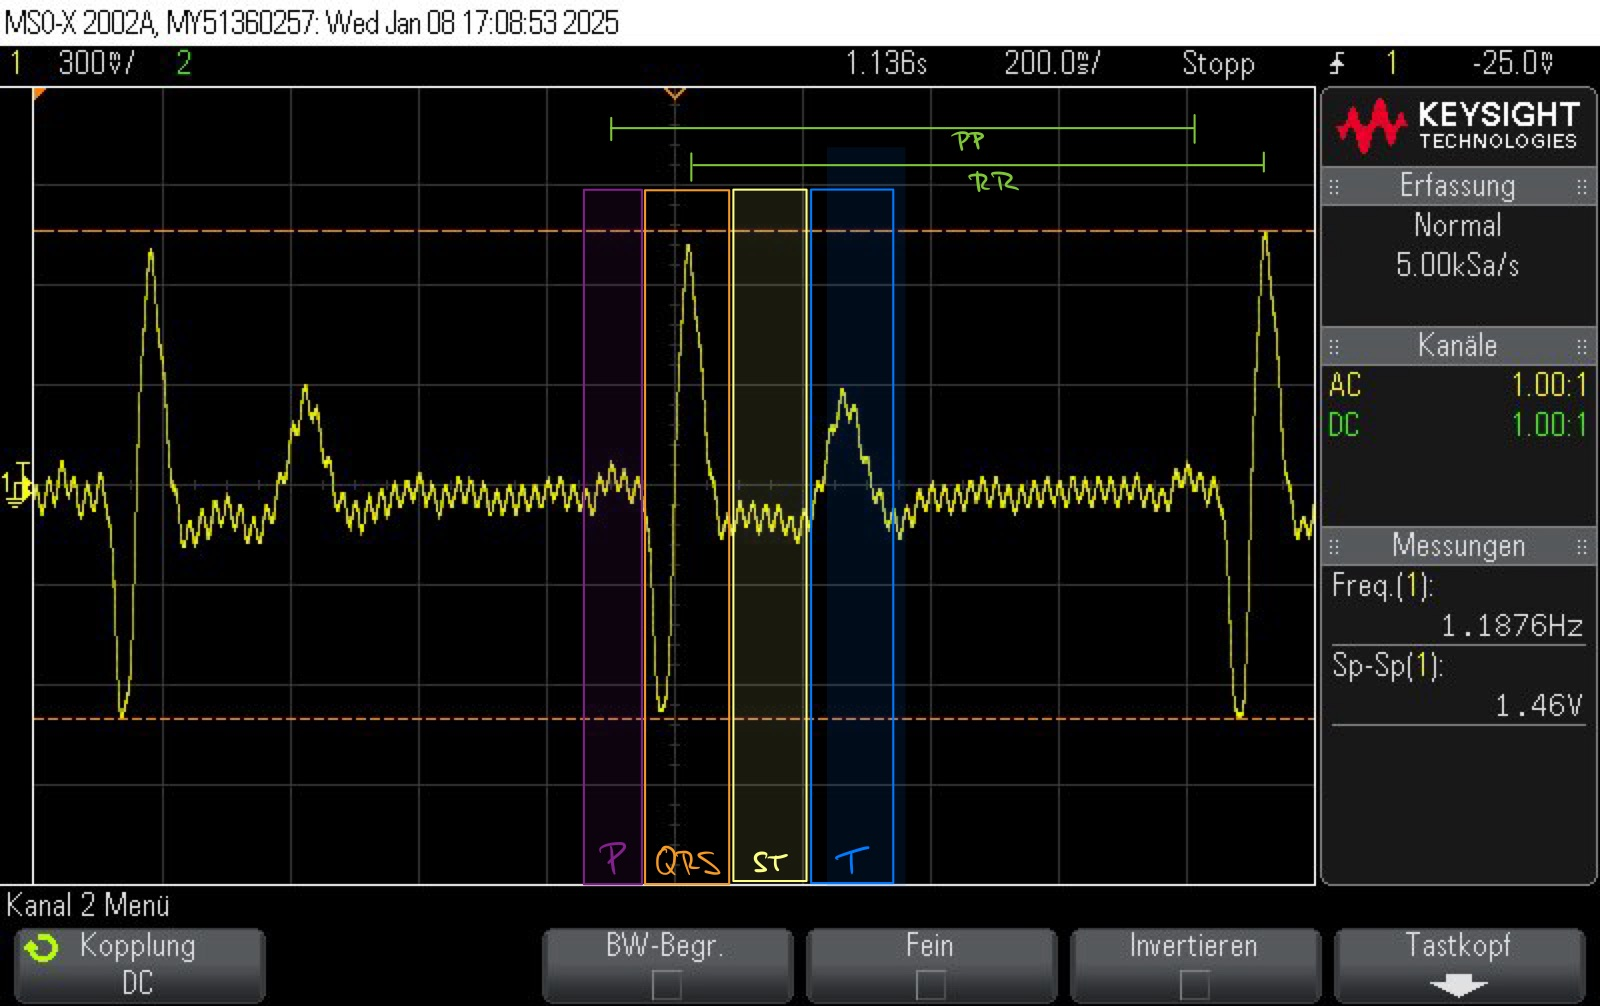 MSO-X 2002A, MY51360257: Wed Jan 08 17:08:53 2025
1 300mV/ 2 1.136s 200.0ms/ Stopp 1 -25.0mV
KEYSIGHT
TECHNOLOGIES
Erfassung
Normal
5.00kSa/s
Kanäle
AC 1.00:1
DC 1.00:1
Messungen
Freq.(1):
1.1876Hz
Sp-Sp(1):
1.46V
PP
RR
1
P QRS ST T
Kanal 2 Menü
Kopplung
DC
BW-Begr.
Fein
Invertieren
Tastkopf